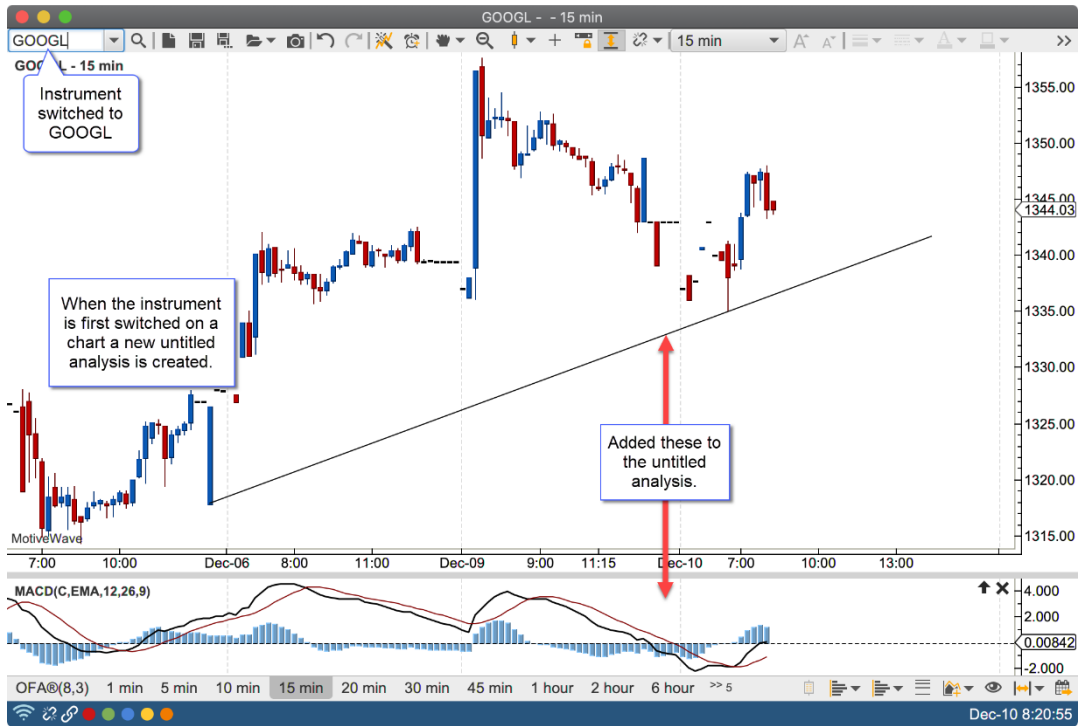 GOOGL - - 15 min
GOOGL
15 min
GOOGL - 15 min
Instrument
switched to
GOOGL
When the instrument
is first switched on a
chart a new untitled
analysis is created.
Added these to
the untitled
analysis.
1355.00
1350.00
1345.00
1344.03
1340.00
1335.00
1330.00
1325.00
1320.00
1315.00
MotiveWave
7:00 10:00 Dec-06 8:00 11:00 Dec-09 9:00 11:15 Dec-10 7:00 10:00 13:00
MACD(C,EMA,12,26,9)
4.000
2.000
0.00842
-2.000
OFA®(8,3) 1 min 5 min 10 min 15 min 20 min 30 min 45 min 1 hour 2 hour 6 hour >> 5
Dec-10 8:20:55